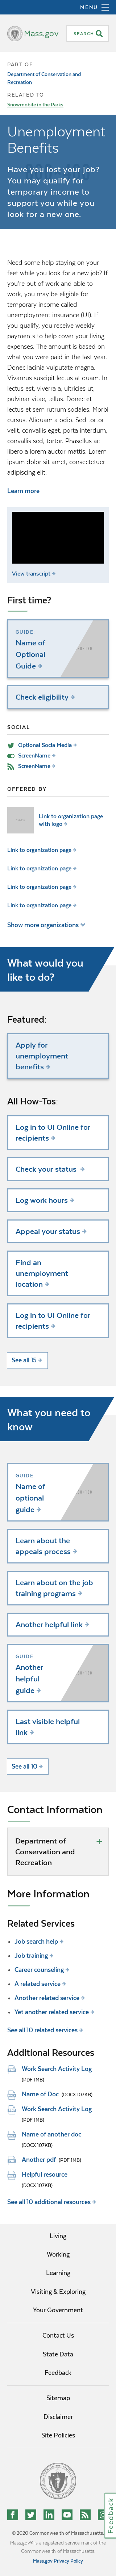 MENU
Mass.gov
SEARCH
PART OF
Department of Conservation and
Recreation
RELATED TO
Snowmobile in the Parks
Unemployment
Benefits
Have you lost your job?
You may qualify for
temporary income to
support you while you
look for a new one.
Need some help staying on your
feet while you look for a new job? If
you're out of work but able to work,
you may be eligible for
temporary income called
unemployment insurance (UI). If
you qualify, you receive weekly
payments to help cover your living
expenses. The amount is based on
what you were earning over the last
year.
Donec lacinia vulputate magna.
Vivamus suscipit lectus in. Class in
sed est, viverra a, ultricies ut,
pulvinar vitae, tellus. Donec et
metus sed purus luctus sodales. Morbi
cursus. Aliquam a odio. Sed porttitor
velit, convallis eget, porta interdum,
convallis sed, tortor. Phasellus
libero a lectus commodo mattis. Lorem
ipsum dolor sit amet, consectetuer
adipiscing elit.
Learn more
View transcript
First time?
GUIDE:
Name of
Optional
Guide
Check eligibility
SOCIAL
Optional Socia Media
ScreenName
ScreenName
OFFERED BY
Link to organization page
with logo
Link to organization page
Link to organization page
Link to organization page
Link to organization page
Show more organizations
What would you
like to do?
Featured:
Apply for
unemployment
benefits
All How-Tos:
Log in to UI Online for
recipients
Check your status
Log work hours
Appeal your status
Find an
unemployment
location
Log in to UI Online for
recipients
See all 15
What you need to
know
GUIDE
Name of
optional
guide
Learn about the
appeals process
Learn about on the job
training programs
Another helpful link
GUIDE
Another
helpful
guide
Last visible helpful
link
See all 10
Contact Information
Department of
Conservation and
Recreation
More Information
Related Services
Job search help
Job training
Career counseling
A related service
Another related service
Yet another related service
See all 10 related services
Additional Resources
Work Search Activity Log
(PDF 1MB)
Name of Doc (DOCX 107KB)
Work Search Activity Log
(PDF 1MB)
Name of another doc
(DOCX 107KB)
Another pdf (PDF 1MB)
Helpful resource
(DOCX 107KB)
See all 10 additional resources
Living
Working
Learning
Visiting & Exploring
Your Government
Contact Us
State Data
Feedback
Sitemap
Disclaimer
Site Policies
Feedback
© 2020 Commonwealth of Massachusetts.
Mass.gov® is a registered service mark of the
Commonwealth of Massachusetts.
Mass.gov Privacy Policy